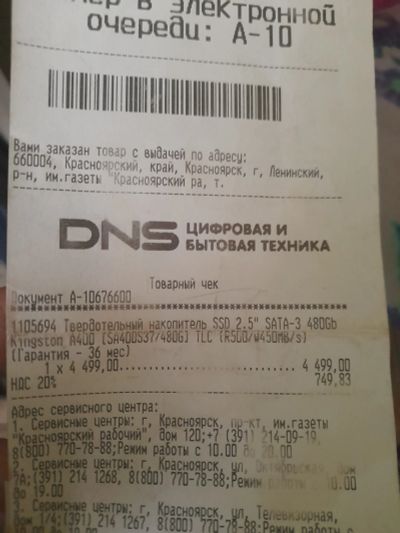 в электронной
очереди: А-10
Вами заказан товар с выдачей по адресу:
660004, Красноярский, край, Красноярск, г, Ленинский,
р-н, им.газеты "Красноярский ра, т.
DNS ЦИФРОВАЯ И
БЫТОВАЯ ТЕХНИКА
Товарный чек
Документ А-10676600
1105694 Твердотельный накопитель SSD 2.5" SATA-3 480Gb
Kingston A400 [SA400S37/480G] TLC (R500/W450MB/s)
(Гарантия - 36 мес)
1 x 4 499,00 4 499,00
НДС 20% 749,83
Адрес сервисного центра:
1. Сервисные центры: г, Красноярск, пр-кт, им.газеты
"Красноярский рабочий", дом 120;+7 (391) 214-09-19,
8(800) 770-78-88;Режим работы с 10.00 до 20.00
2. Сервисные центры: г, Красноярск, ул, Октябрьская, дом
7А;(391) 214 1268, 8(800) 770-78-88;Режим работы с 10.00
до 19.00
3. Сервисные центры: г, Красноярск, ул, Телевизорная,
дом 1/4;(391) 214 1267, 8(800) 770-78-88;Режим работы с